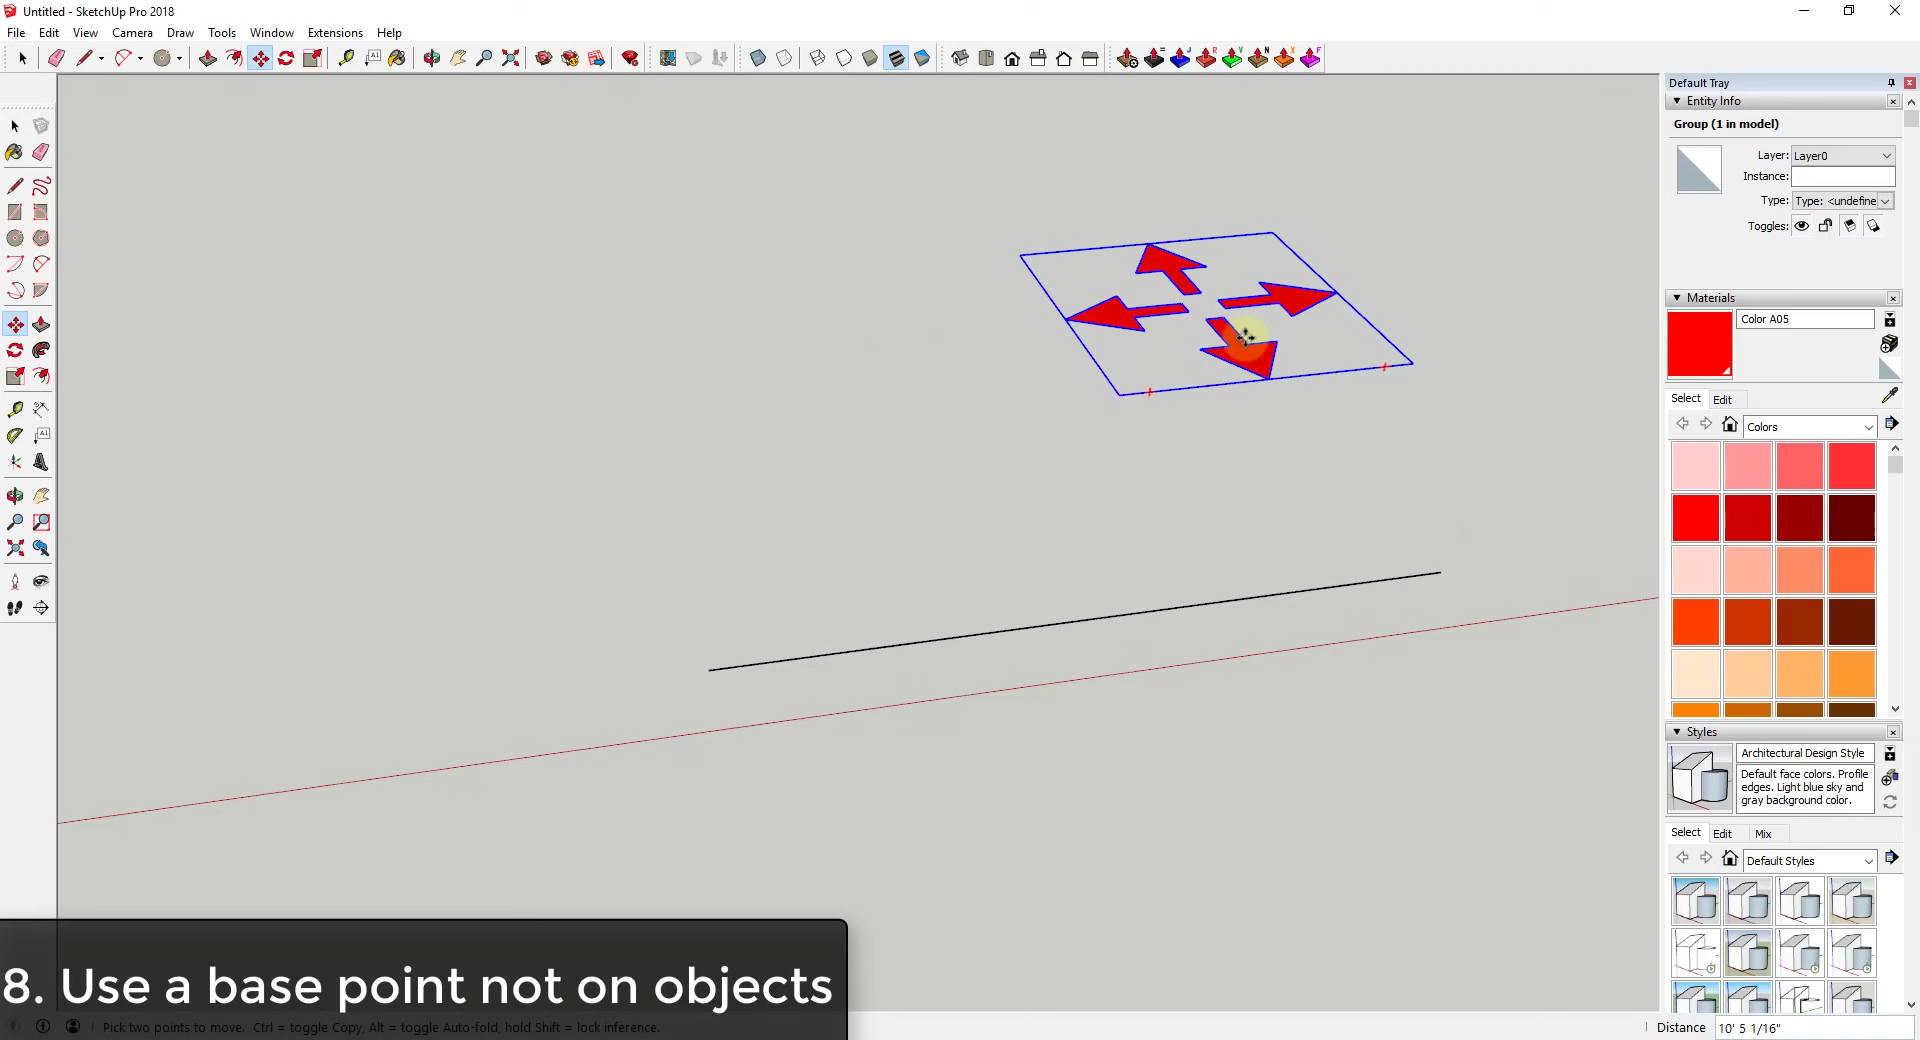 Untitled - SketchUp Pro 2018
File Edit View Camera Draw Tools Window Extensions Help
Default Tray
Entity Info
Group (1 in model)
Layer: Layer0
Instance:
Type: Type: <undefine
Toggles:
Materials
Color A05
Select Edit
Colors
Styles
Architectural Design Style
Default face colors. Profile
edges. Light blue sky and
gray background color.
Select Edit Mix
Default Styles
8. Use a base point not on objects
Pick two points to move. Ctrl = toggle Copy, Alt = toggle Auto-fold, hold Shift = lock inference.
Distance 10' 5 1/16"